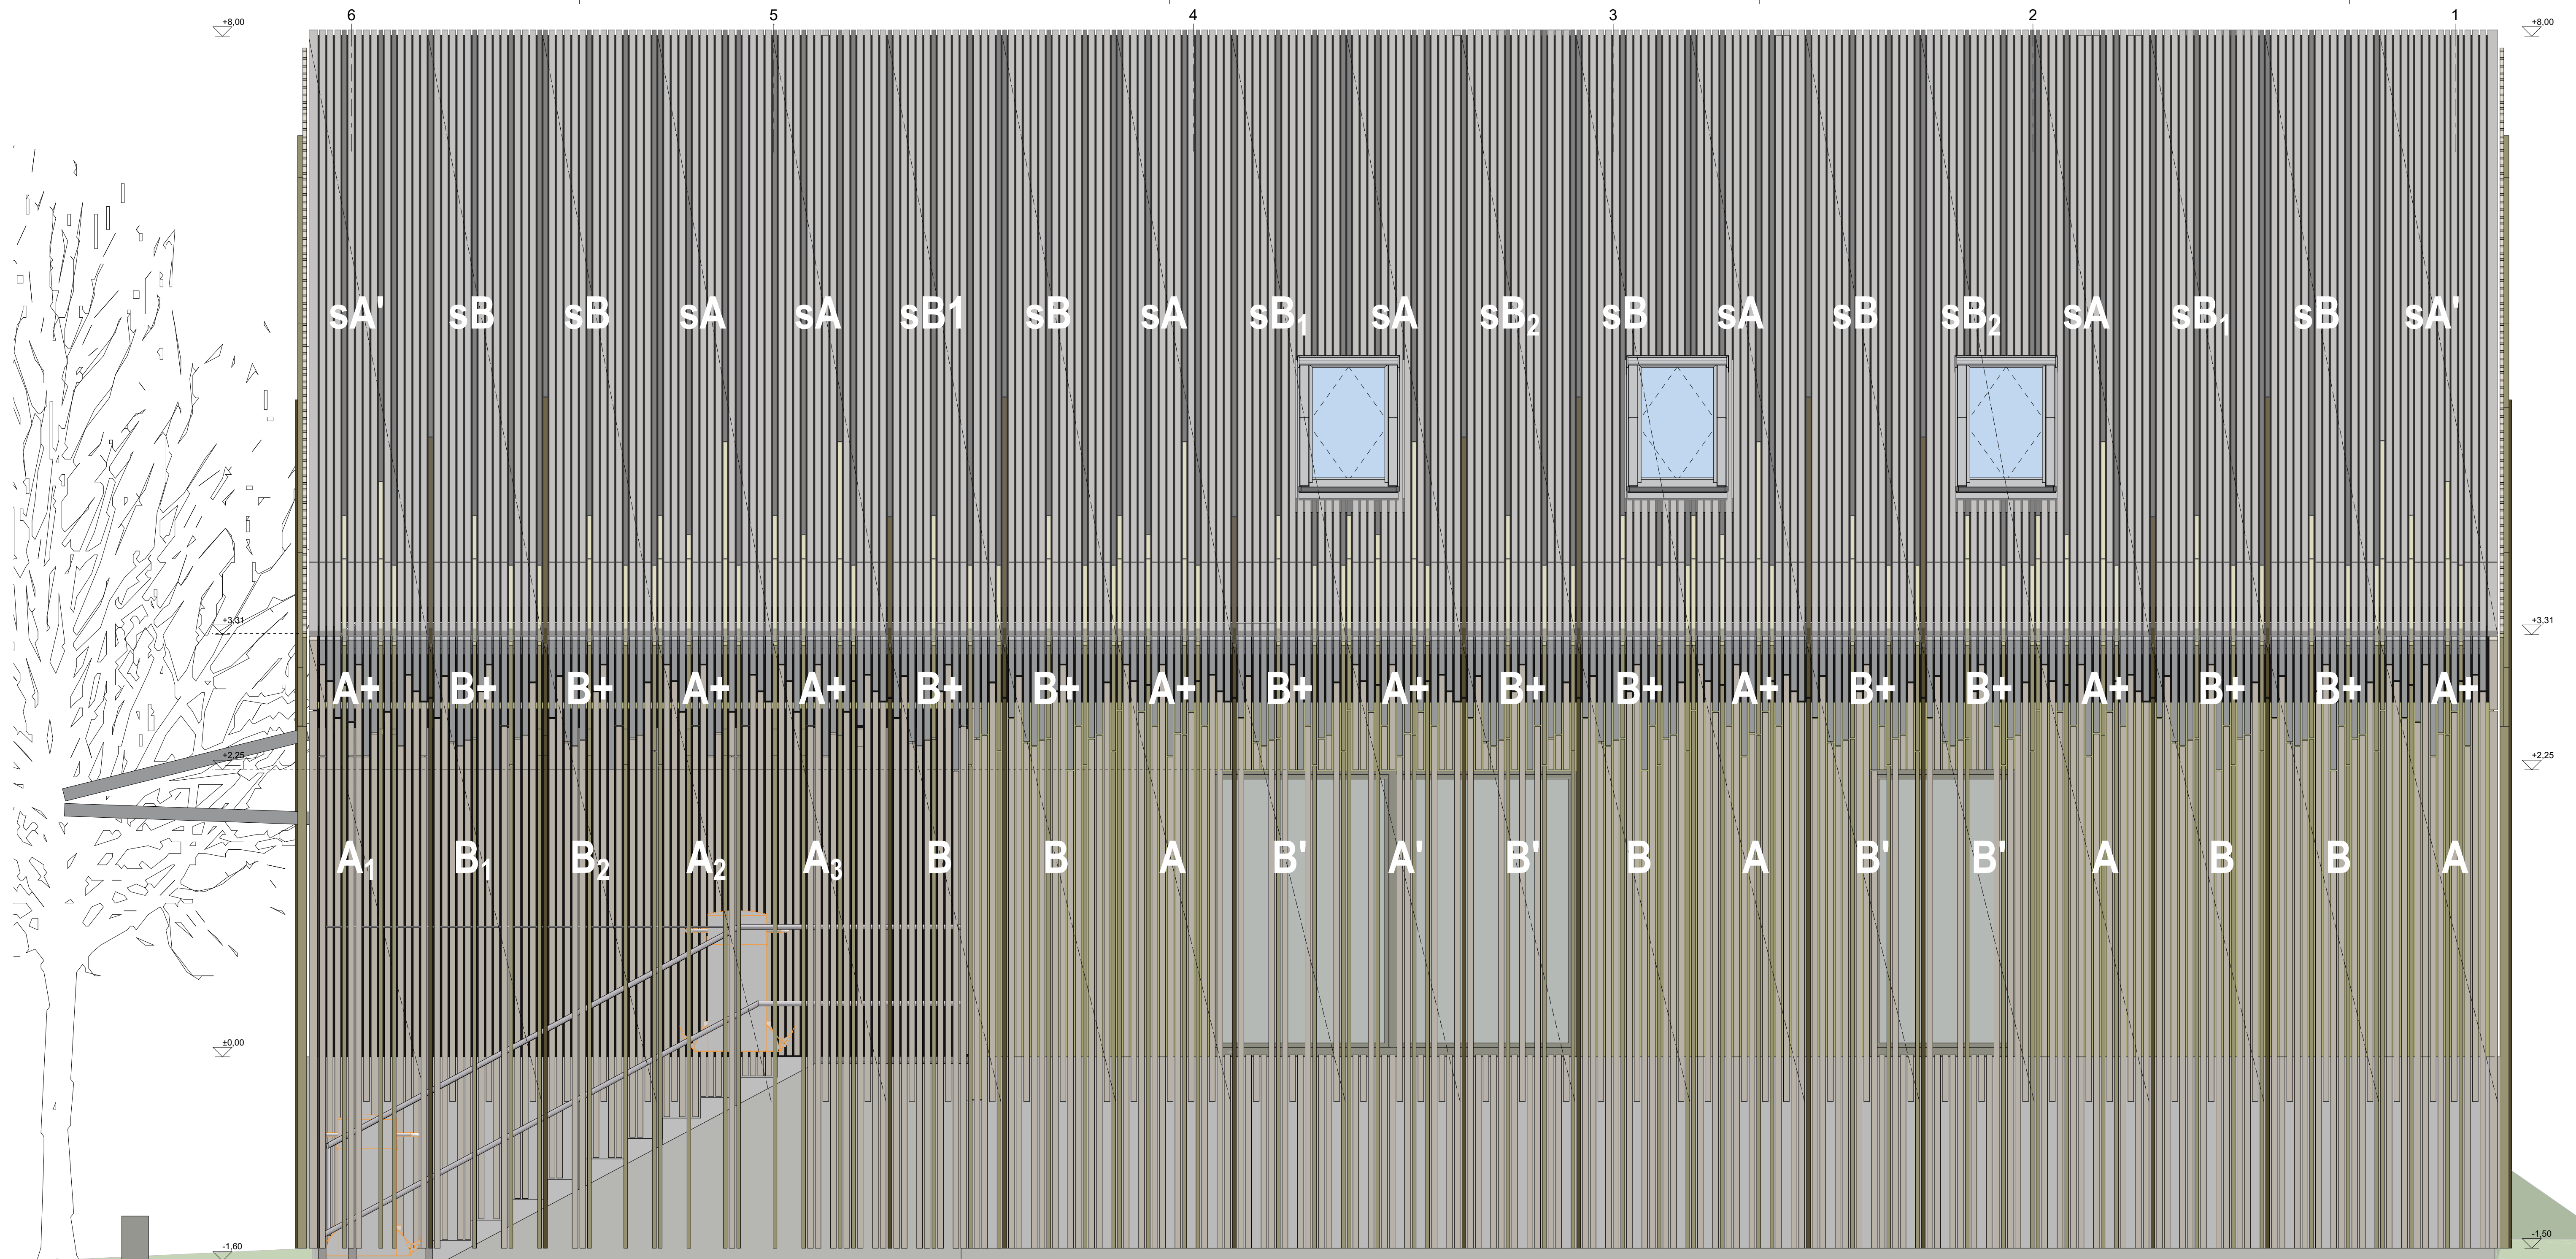 6 5 4 3 2 1
+8,00 +8,00
sA' sB sB sA sA sB1 sB sA sB₁ sA sB₂ sB sA sB sB₂ sA sB₁ sB sA'
+3,31 +3,31
A+ B+ B+ A+ A+ B+ B+ A+ B+ A+ B+ B+ A+ B+ B+ A+ B+ B+ A+
+2,25 +2,25
A₁ B₁ B₂ A₂ A₃ B B A B' A' B' B A B' B' A B B A
±0,00
-1,60 -1,50